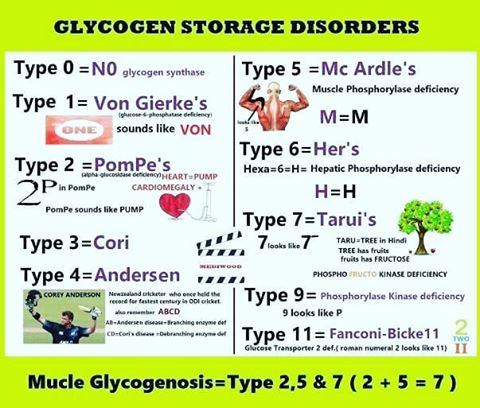 GLYCOGEN STORAGE DISORDERS
Type 0 =N0 glycogen synthase
Type 1= Von Gierke's
(glucose-6-phosphatase deficiency)
ONE sounds like VON
Type 2 =PomPe's
(alpha-glucosidase deficiency)
2P in PomPe
HEART=PUMP
CARDIOMEGALY +
PomPe sounds like PUMP
Type 3=Cori
Type 4=Andersen
MEDIWOOD
COREY ANDERSON
Newzealand cricketer who once held the
record for fastest century in ODI cricket.
also remember ABCD
AB=Andersen disease=Branching enzyme def
CD=Cori's disease =Debranching enzyme def
Type 5 =Mc Ardle's
Muscle Phosphorylase deficiency
looks like
5
M=M
Type 6=Her's
Hexa=6=H= Hepatic Phosphorylase deficiency
H=H
Type 7=Tarui's
7 looks like 7
TARU=TREE in Hindi
TREE has fruits
fruits has FRUCTOSE
PHOSPHO FRUCTO KINASE DEFICIENCY
Type 9= Phosphorylase Kinase deficiency
9 looks like P
Type 11= Fanconi-Bicke11
Glucose Transporter 2 def.( roman numeral 2 looks like 11)
2
TWO
II
Mucle Glycogenosis=Type 2,5 & 7 ( 2 + 5 = 7 )